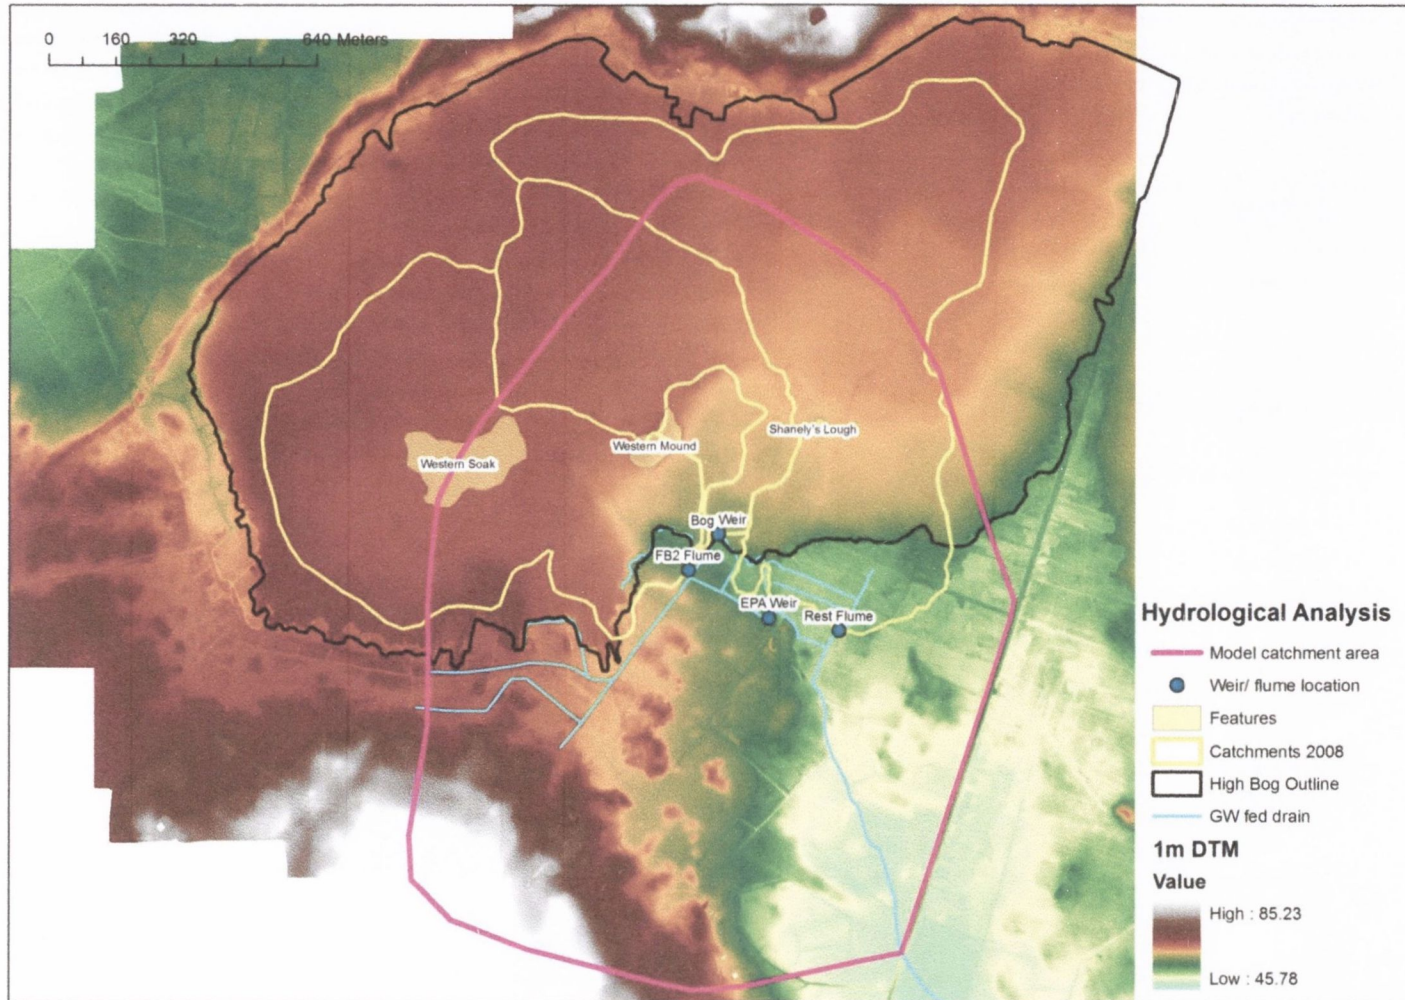 0 160 320 640 Meters
Western Soak
Western Mound
Shanely's Lough
Bog Weir
FB2 Flume
EPA Weir
Rest Flume
Hydrological Analysis
Model catchment area
Weir/ flume location
Features
Catchments 2008
High Bog Outline
GW fed drain
1m DTM
Value
High : 85.23
Low : 45.78